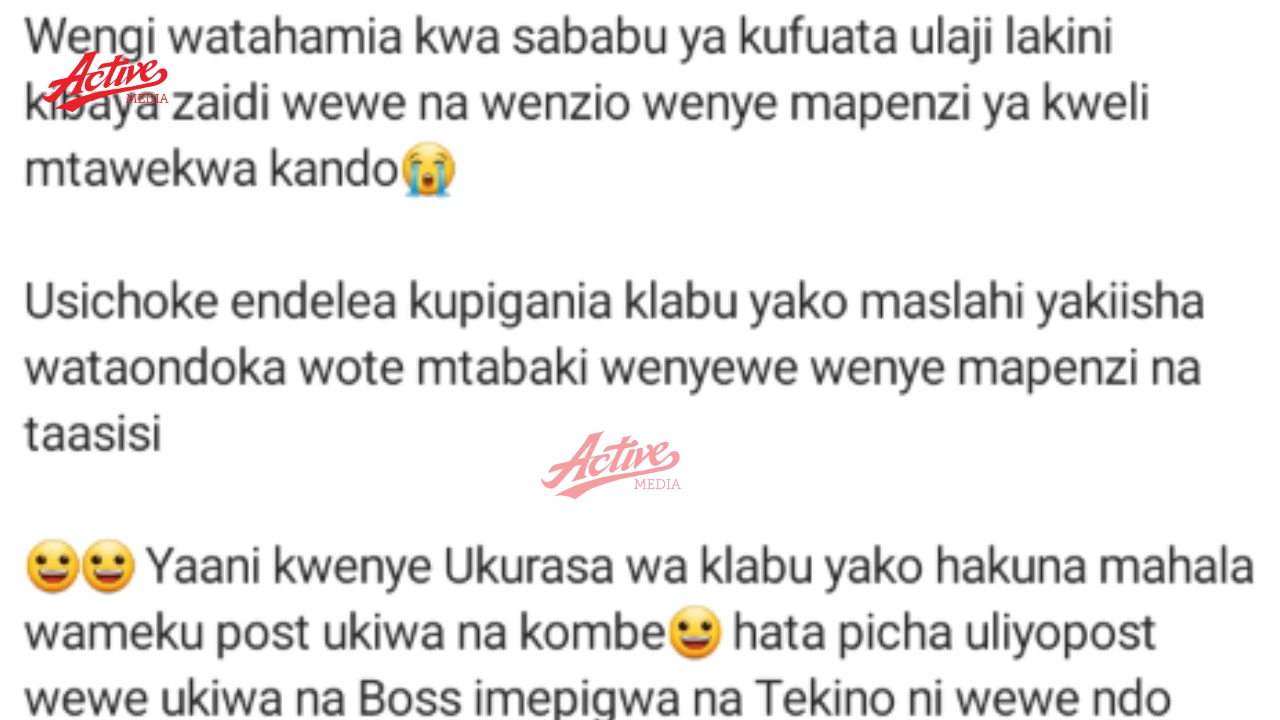 Wengi watahamia kwa sababu ya kufuata ulaji lakini
kibaya zaidi wewe na wenzio wenye mapenzi ya kweli
mtawekwa kando😭
Usichoke endelea kupigania klabu yako maslahi yakiisha
wataondoka wote mtabaki wenyewe wenye mapenzi na
taasisi
😀😀 Yaani kwenye Ukurasa wa klabu yako hakuna mahala
wameku post ukiwa na kombe😀 hata picha uliyopost
wewe ukiwa na Boss imepigwa na Tekino ni wewe ndo
Active
MEDIA
Active
MEDIA